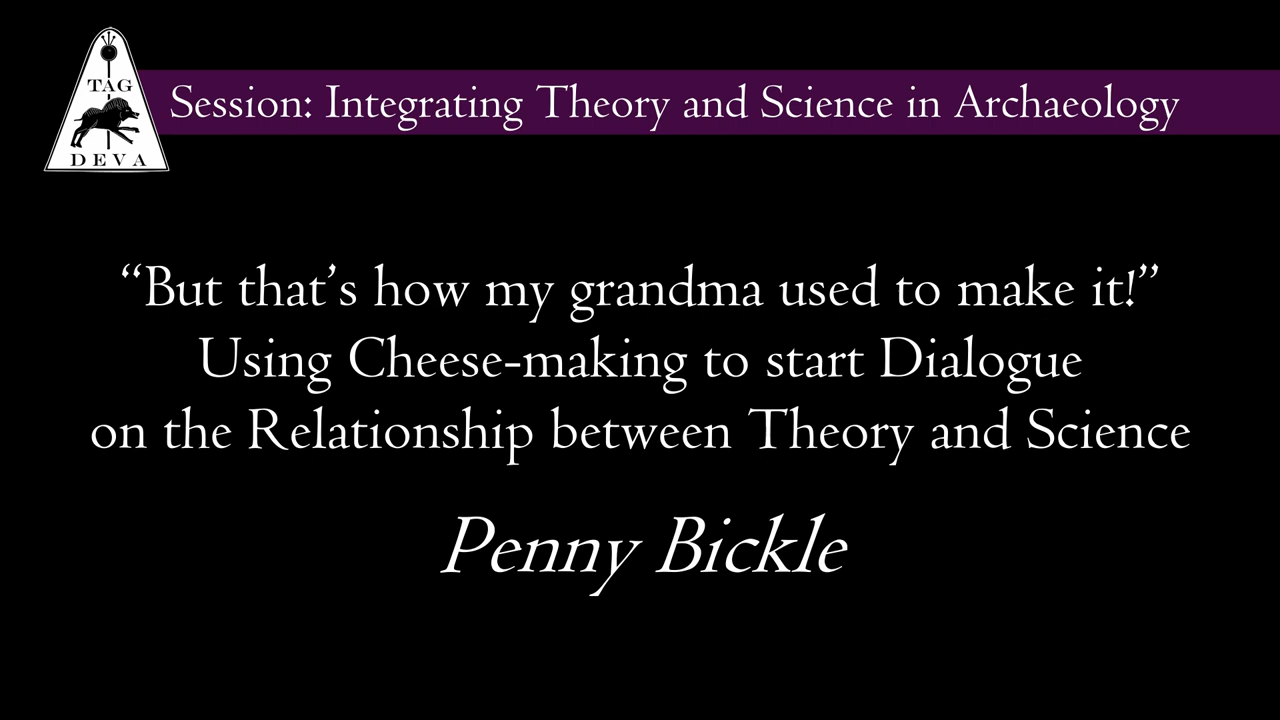 TAG
DEVA
Session: Integrating Theory and Science in Archaeology
“But that’s how my grandma used to make it!”
Using Cheese-making to start Dialogue
on the Relationship between Theory and Science
Penny Bickle